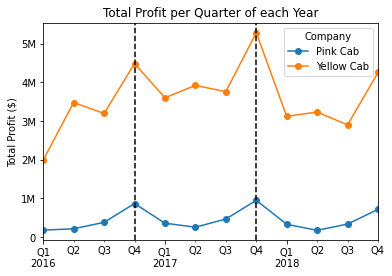 Total Profit per Quarter of each Year
Company
Pink Cab
Yellow Cab
Total Profit ($)
5M
4M
3M
2M
1M
0
Q1 Q2 Q3 Q4 Q1 Q2 Q3 Q4 Q1 Q2 Q3 Q4
2016 2017 2018